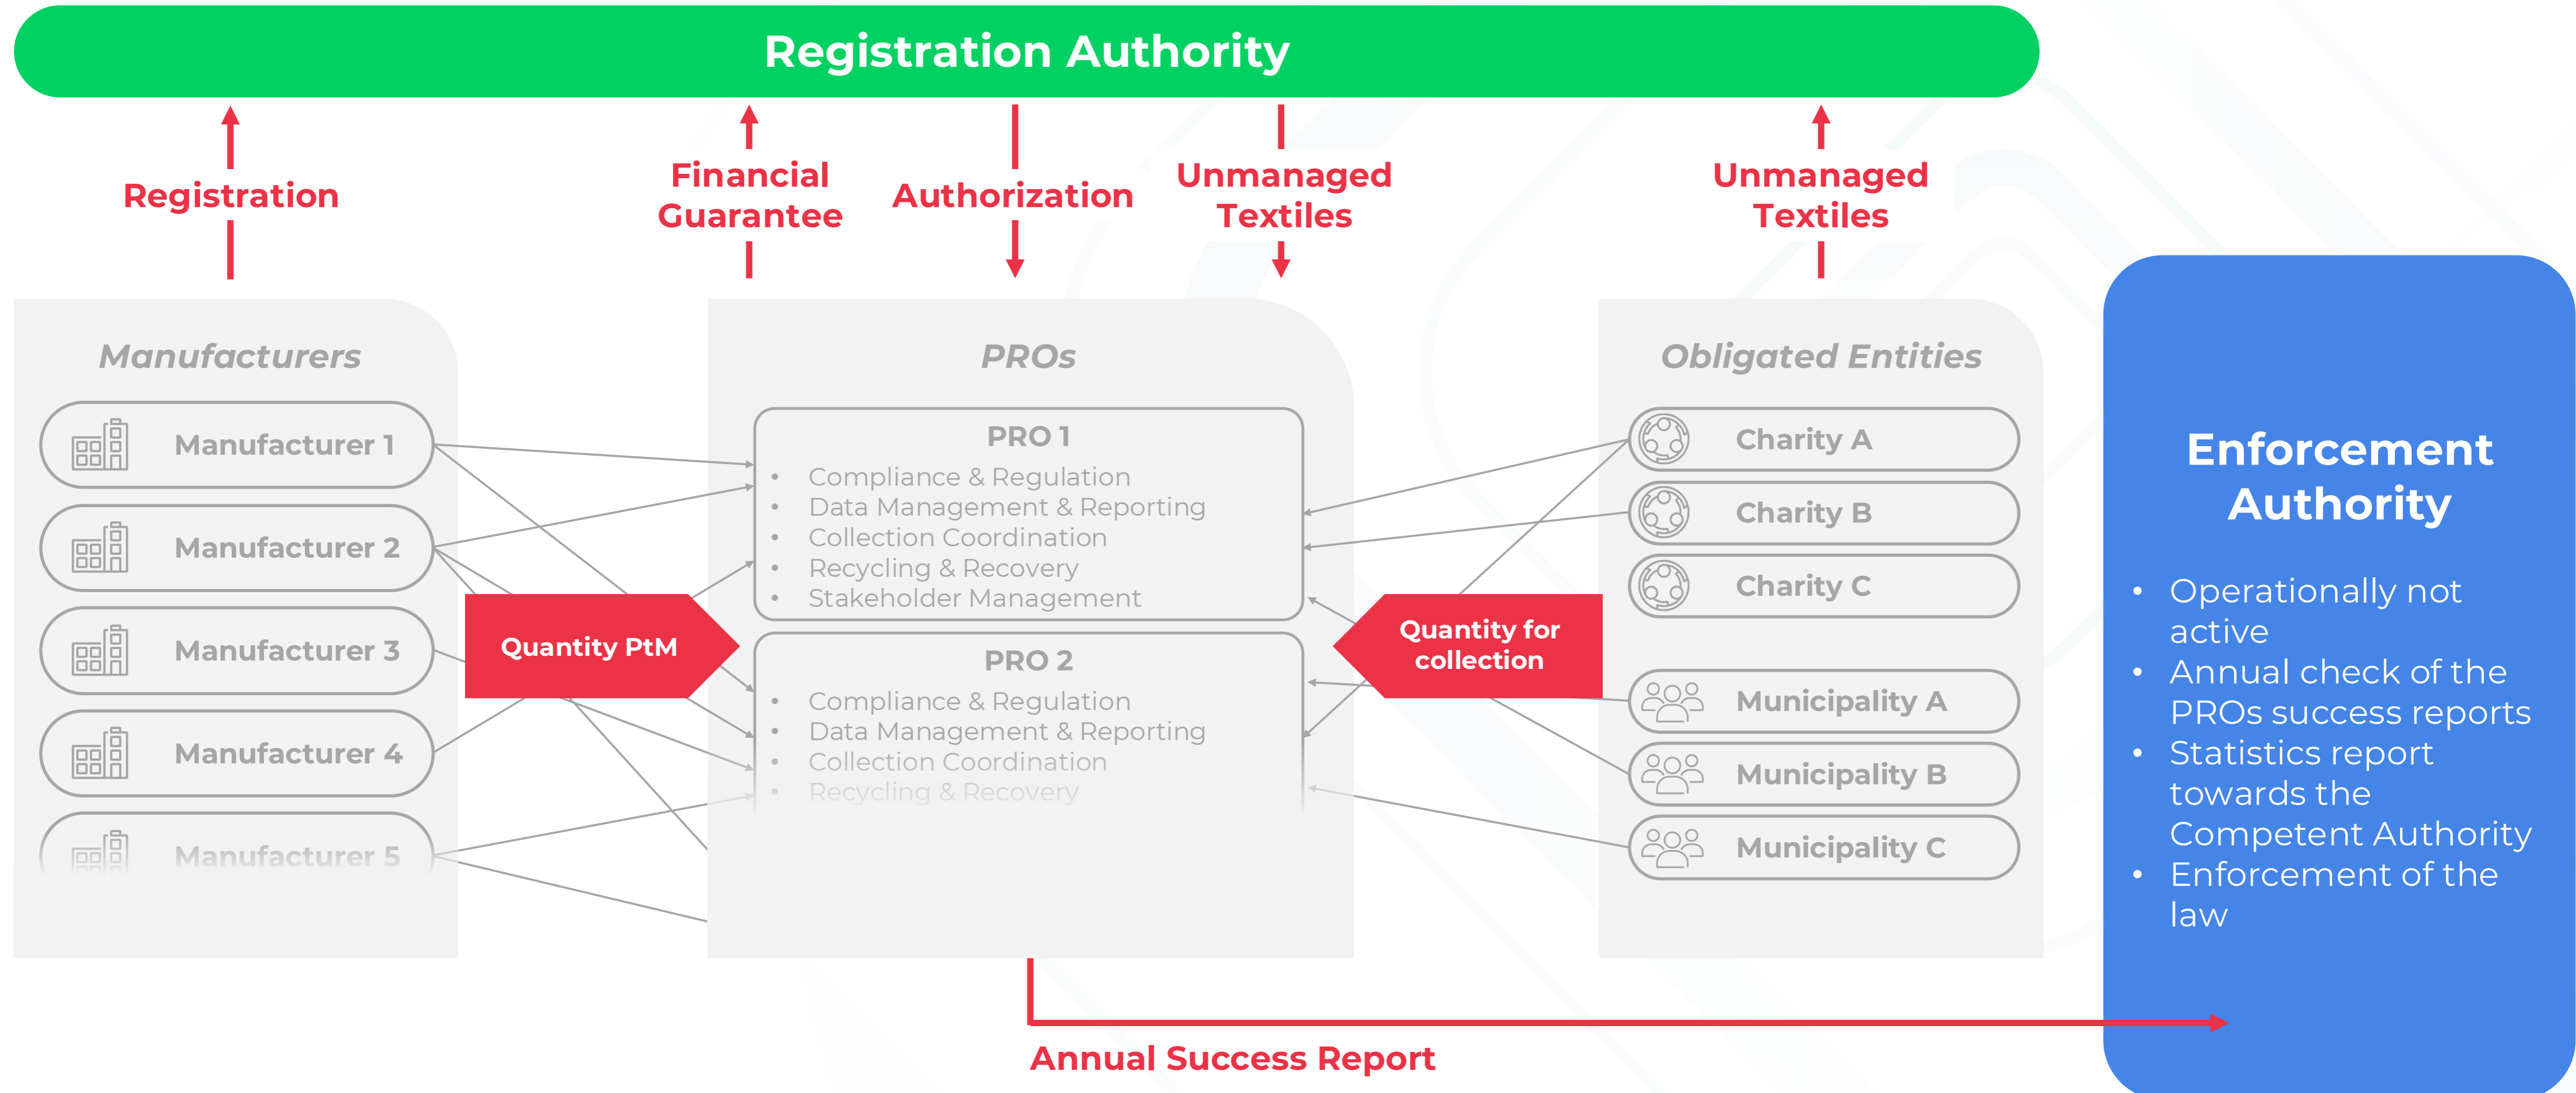 Registration Authority
Registration
Financial
Guarantee
Authorization
Unmanaged
Textiles
Unmanaged
Textiles
Manufacturers
Manufacturer 1
Manufacturer 2
Manufacturer 3
Manufacturer 4
Manufacturer 5
Quantity PtM
PROs
PRO 1
• Compliance & Regulation
• Data Management & Reporting
• Collection Coordination
• Recycling & Recovery
• Stakeholder Management
PRO 2
• Compliance & Regulation
• Data Management & Reporting
• Collection Coordination
• Recycling & Recovery
Quantity for
collection
Obligated Entities
Charity A
Charity B
Charity C
Municipality A
Municipality B
Municipality C
Enforcement
Authority
• Operationally not
active
• Annual check of the
PROs success reports
• Statistics report
towards the
Competent Authority
• Enforcement of the
law
Annual Success Report